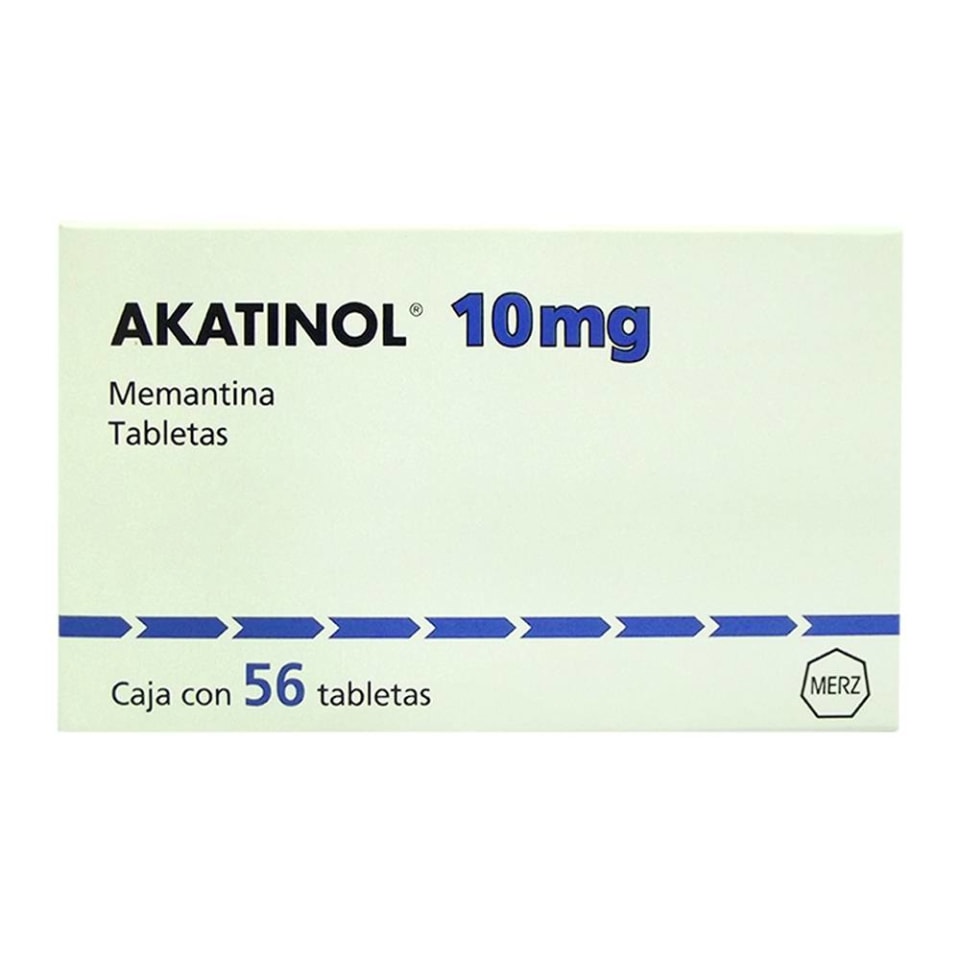 AKATINOL® 10mg
Memantina
Tabletas
Caja con 56 tabletas
MERZ